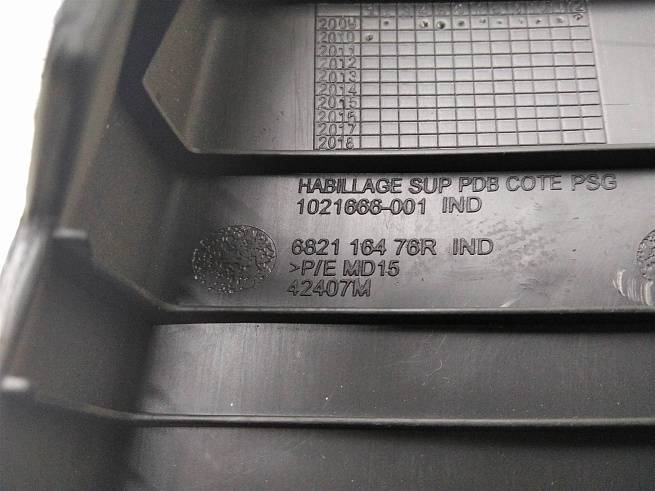 2009
2010
2011
2012
2013
2014
2015
2016
2017
2018
HABILLAGE SUP PDB COTE PSG
1021666-001 IND
6821 164 76R IND
>P/E MD15
42407M